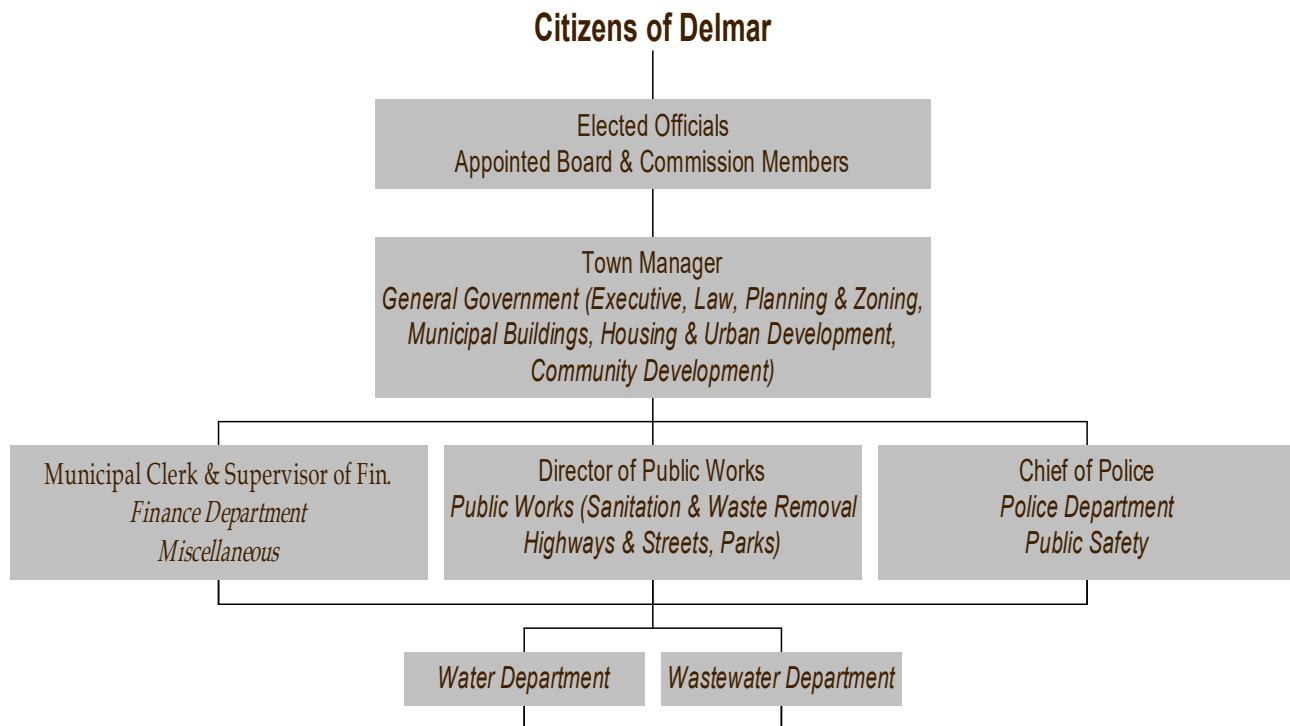 Citizens of Delmar
Elected Officials
Appointed Board & Commission Members
Town Manager
General Government (Executive, Law, Planning & Zoning,
Municipal Buildings, Housing & Urban Development,
Community Development)
Municipal Clerk & Supervisor of Fin.
Finance Department
Miscellaneous
Director of Public Works
Public Works (Sanitation & Waste Removal
Highways & Streets, Parks)
Chief of Police
Police Department
Public Safety
Water Department
Wastewater Department